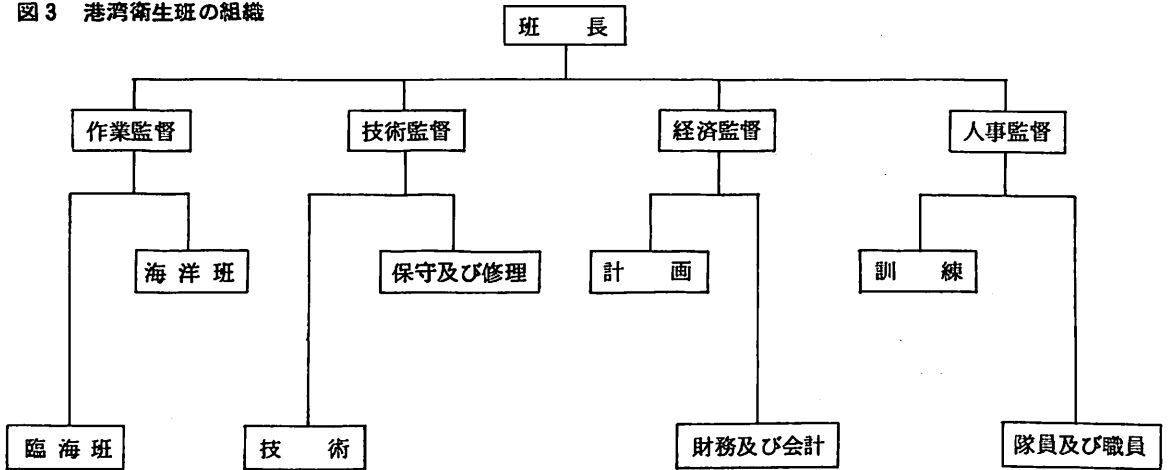 図3 港湾衛生班の組織
班長
作業監督 技術監督 経済監督 人事監督
海洋班 保守及び修理 計画 訓練
臨海班 技術 財務及び会計 隊員及び職員